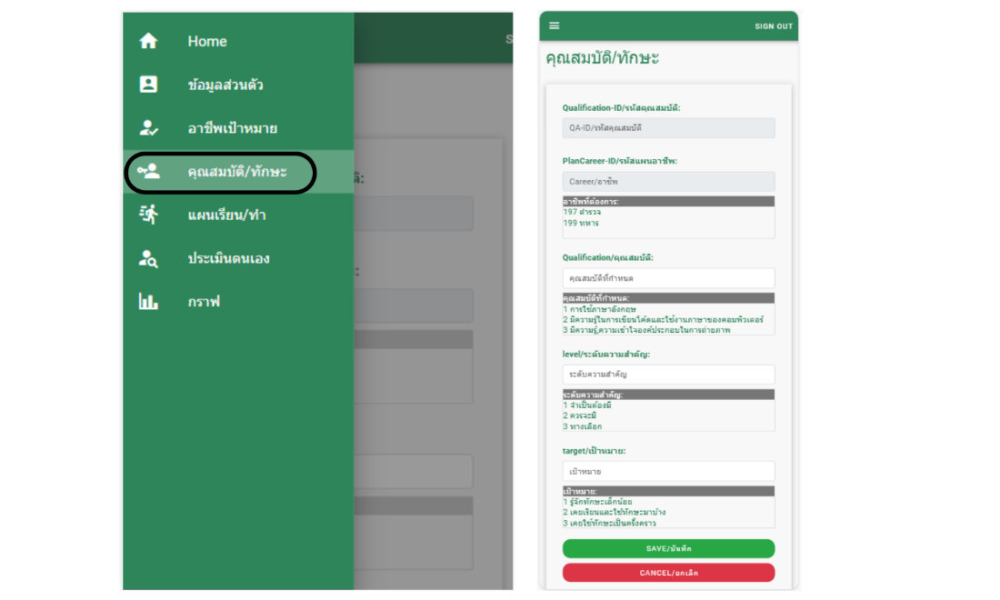 Home
S
ข้อมูลส่วนตัว
อาชีพเป้าหมาย
คุณสมบัติ/ทักษะ
ติ:
แผนเรียน/ทำ
ประเมินตนเอง
:
กราฟ
SIGN OUT
คุณสมบัติ/ทักษะ
Qualification-ID/รหัสคุณสมบัติ:
QA-ID/รหัสคุณสมบัติ
PlanCareer-ID/รหัสแผนอาชีพ:
Career/อาชีพ
อาชีพที่ต้องการ:
197 ตำรวจ
199 ทหาร
Qualification/คุณสมบัติ:
คุณสมบัติที่กำหนด
คุณสมบัติที่กำหนด:
1 การใช้ภาษาอังกฤษ
2 มีความรู้ในการเขียนโค้ดและใช้งานภาษาของคอมพิวเตอร์
3 มีความรู้,ความเข้าใจองค์ประกอบในการถ่ายภาพ
level/ระดับความสำคัญ:
ระดับความสำคัญ
ระดับความสำคัญ:
1 จำเป็นต้องมี
2 ควรจะมี
3 ทางเลือก
target/เป้าหมาย:
เป้าหมาย
เป้าหมาย:
1 รู้จักทักษะเล็กน้อย
2 เคยเรียนและใช้ทักษะมาบ้าง
3 เคยใช้ทักษะเป็นครั้งคราว
SAVE/บันทึก
CANCEL/ยกเลิก